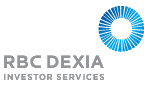 RBC DEXIA
INVESTOR SERVICES